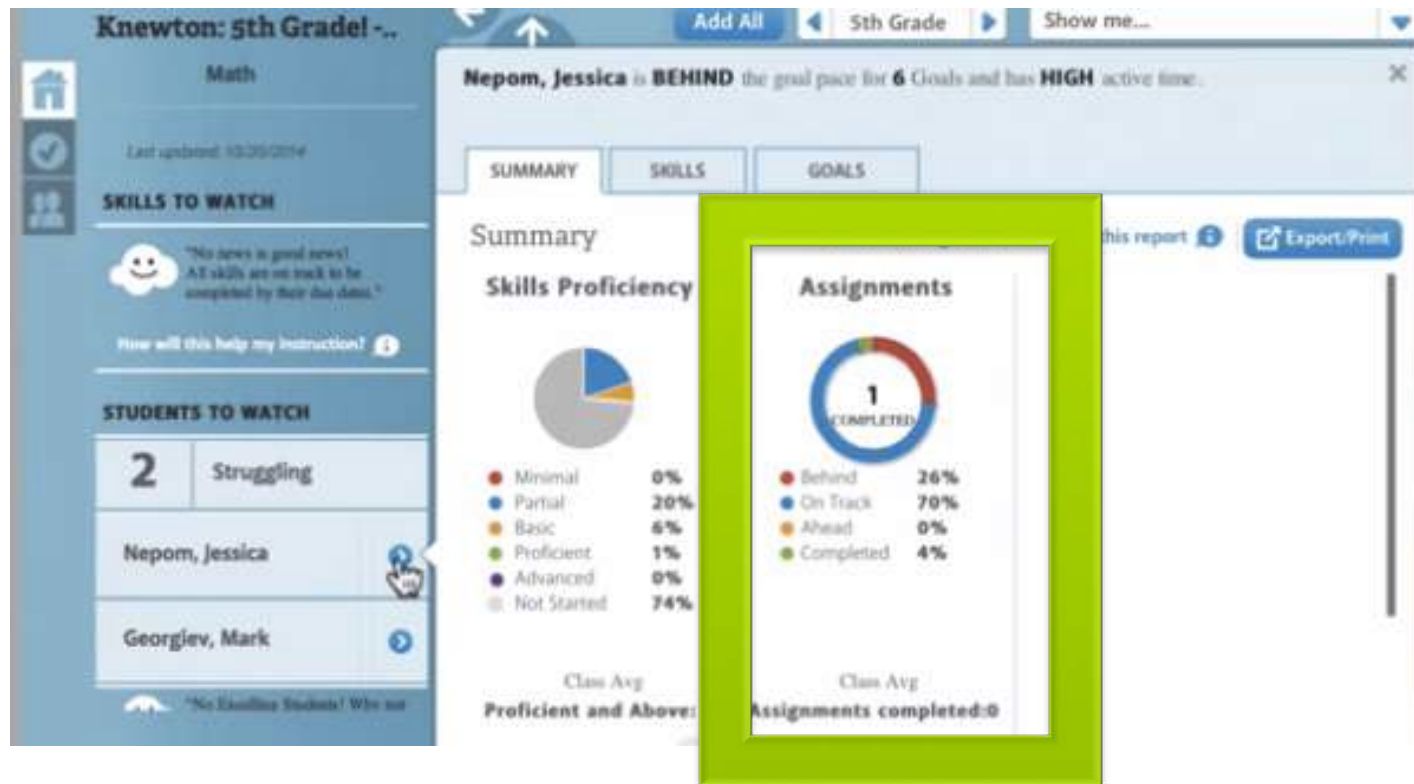 Knewton: 5th Grade! -..
Math
Last updated: 10/20/2014
SKILLS TO WATCH
"No news is good news!
All skills are on track to be
completed by their due dates."
How will this help my instruction?
STUDENTS TO WATCH
2 Struggling
Nepom, Jessica
Georgiev, Mark
"No Excelling Students! Why not
Add All
5th Grade
Show me...
Nepom, Jessica is BEHIND the goal pace for 6 Goals and has HIGH active time.
SUMMARY SKILLS GOALS
Summary
this report
Export/Print
Skills Proficiency
Minimal 0%
Partial 20%
Basic 6%
Proficient 1%
Advanced 0%
Not Started 74%
Class Avg
Proficient and Above:
Assignments
1
COMPLETED
Behind 26%
On Track 70%
Ahead 0%
Completed 4%
Class Avg
Assignments completed:0